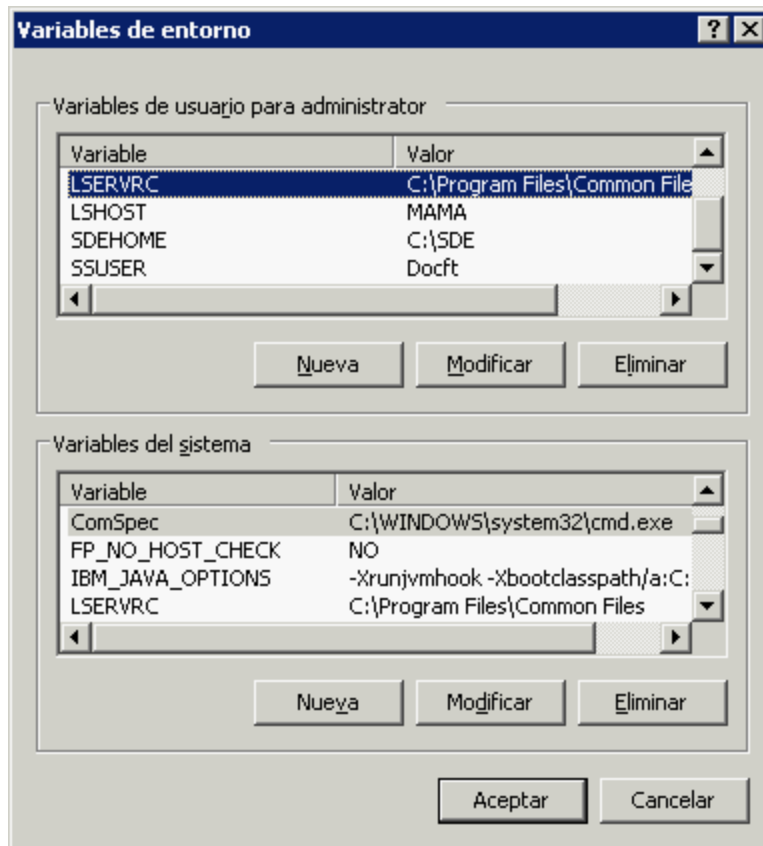 Variables de entorno
Variables de usuario para administrator
Variable Valor
LSERVRC C:\Program Files\Common File
LSHOST MAMA
SDEHOME C:\SDE
SSUSER Docft
Nueva Modificar Eliminar
Variables del sistema
Variable Valor
ComSpec C:\WINDOWS\system32\cmd.exe
FP_NO_HOST_CHECK NO
IBM_JAVA_OPTIONS -Xrunjvmhook -Xbootclasspath/a:C:
LSERVRC C:\Program Files\Common Files
Nueva Modificar Eliminar
Aceptar Cancelar